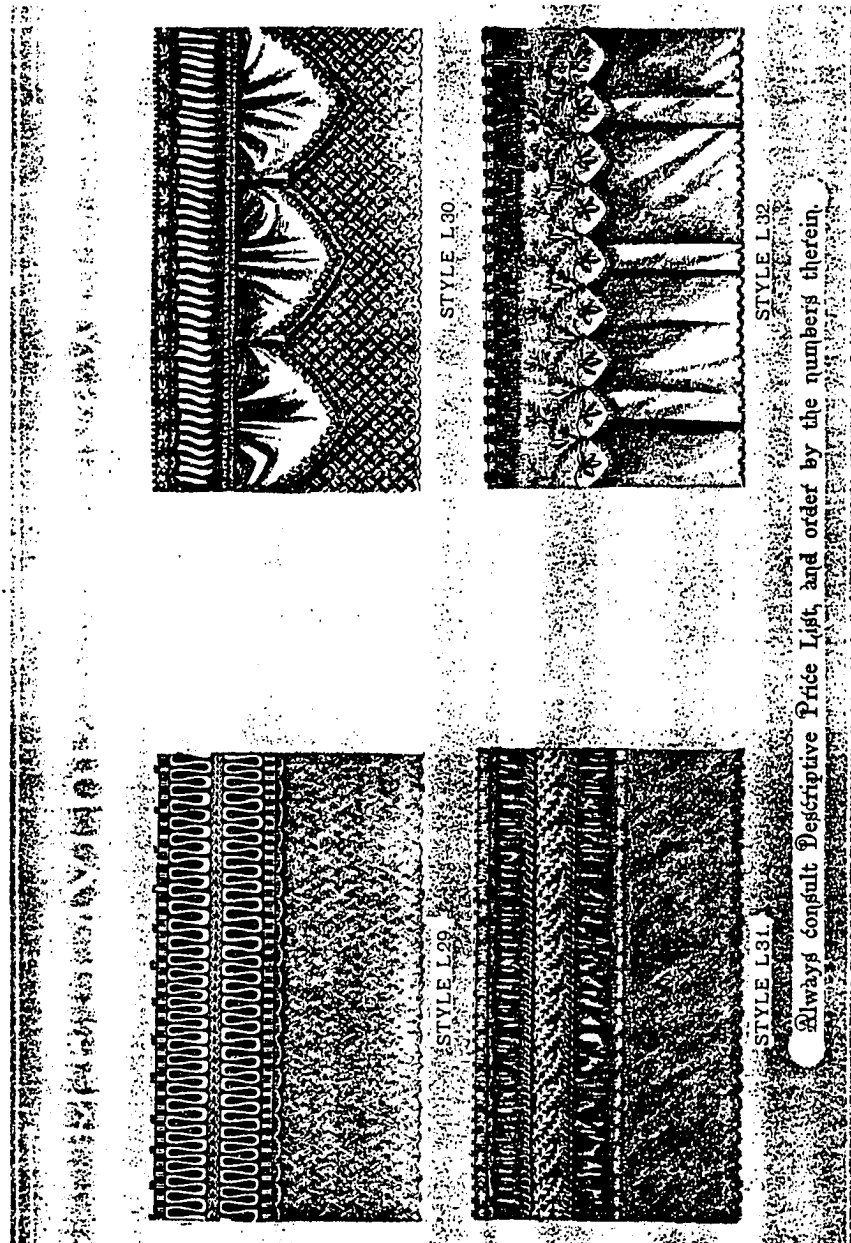 STYLE L29.
STYLE L30.
STYLE L31.
STYLE L32.
Always consult Descriptive Price List, and order by the numbers therein.